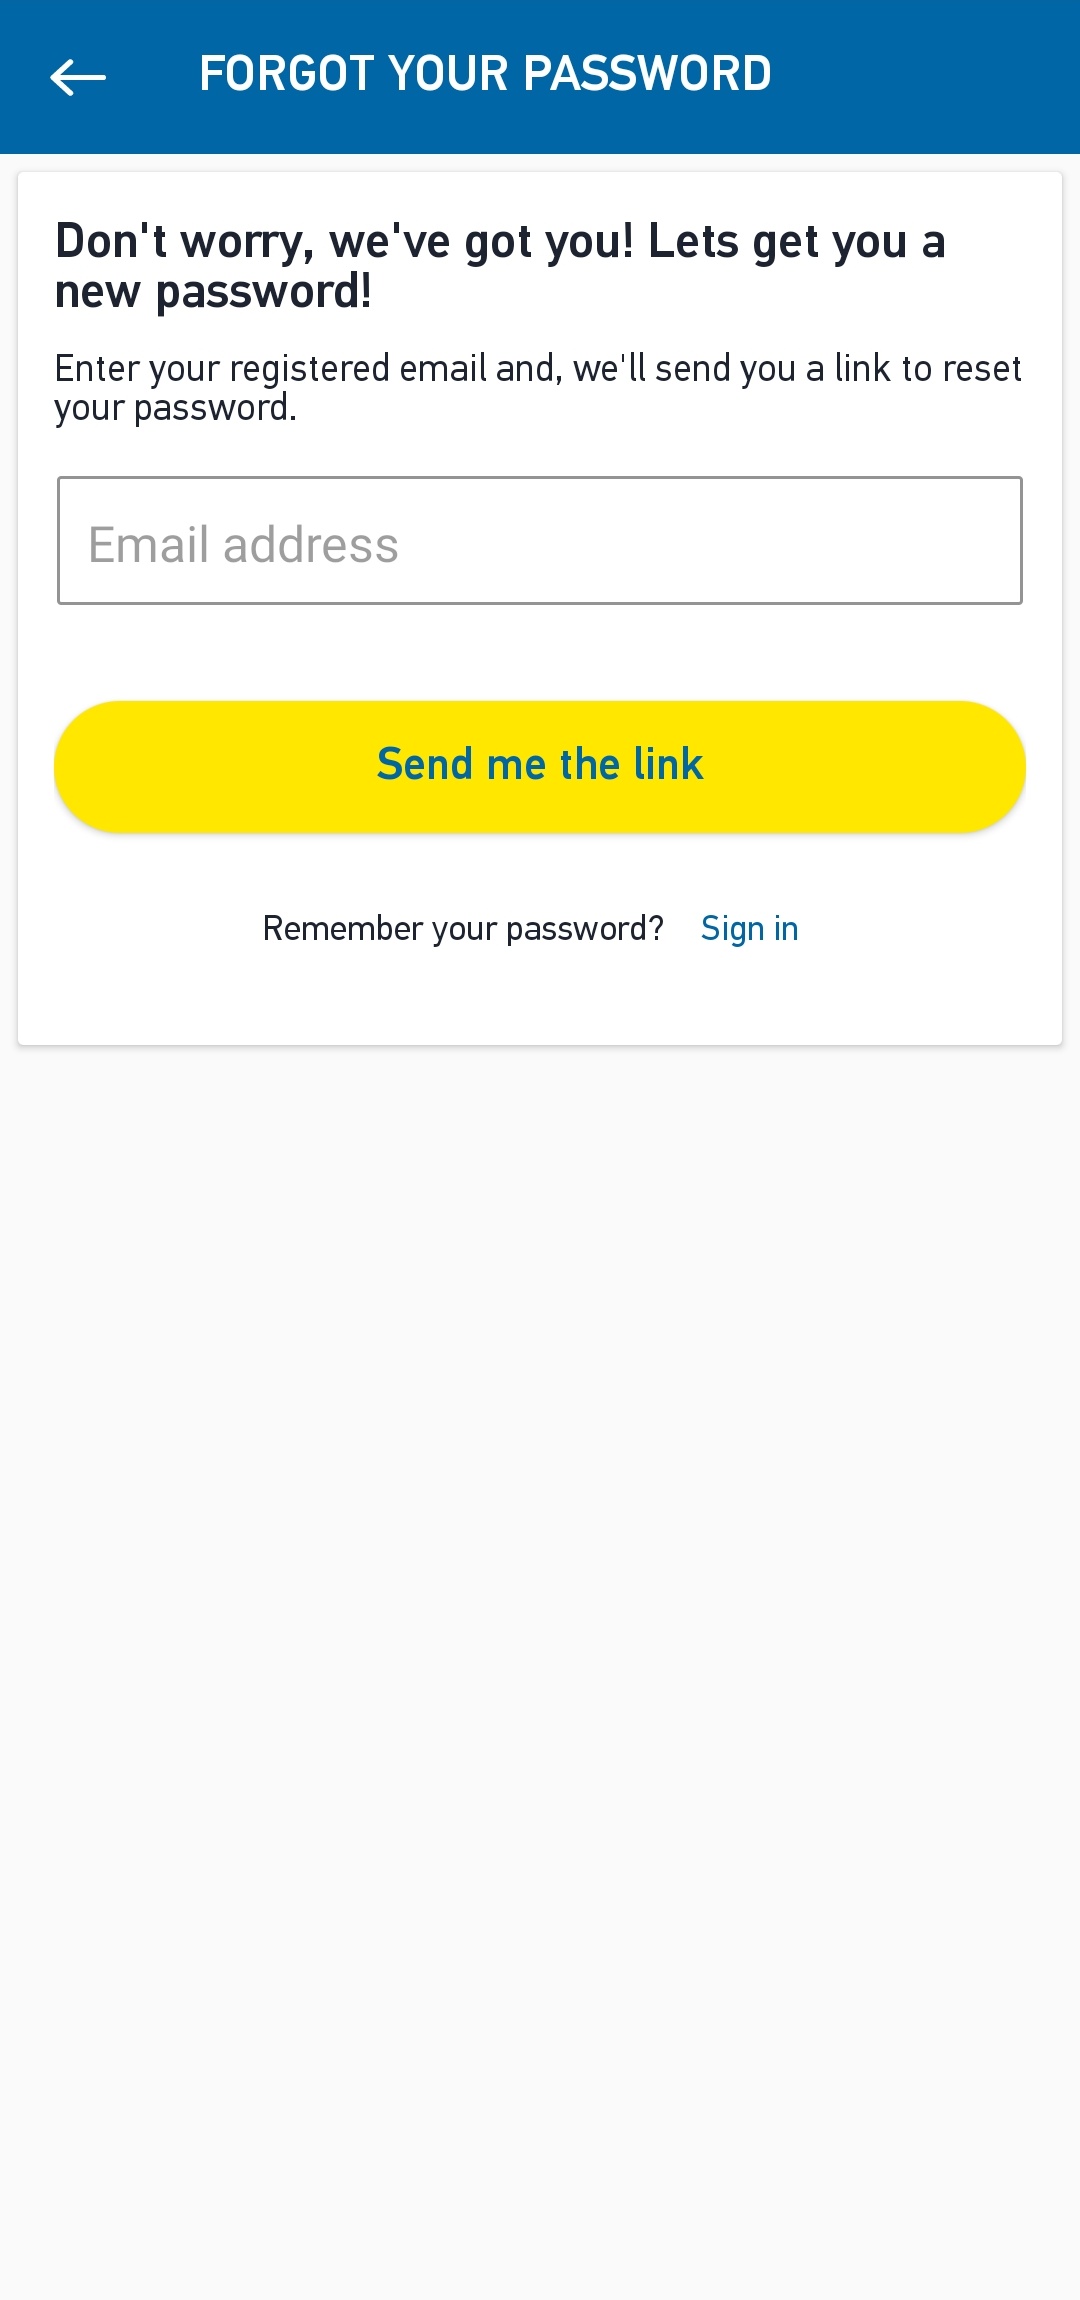 FORGOT YOUR PASSWORD
Don't worry, we've got you! Lets get you a
new password!
Enter your registered email and, we'll send you a link to reset
your password.
Email address
Send me the link
Remember your password? Sign in